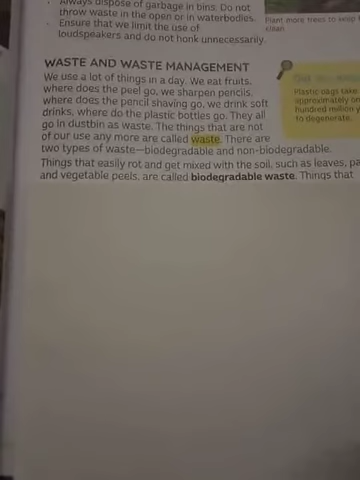 Always dispose of garbage in bins. Do not
throw waste in the open or in waterbodies.
Ensure that we limit the use of
loudspeakers and do not honk unnecessarily.
Plant more trees to keep
clean
WASTE AND WASTE MANAGEMENT
We use a lot of things in a day. We eat fruits,
where does the peel go, we sharpen pencils,
where does the pencil shaving go, we drink soft
drinks, where do the plastic bottles go. They all
go in dustbin as waste. The things that are not
of our use any more are called waste. There are
two types of waste—biodegradable and non-biodegradable.
Plastic bags take
approximately on
hundred million y
to degenerate.
Things that easily rot and get mixed with the soil, such as leaves, pa
and vegetable peels, are called biodegradable waste. Things that